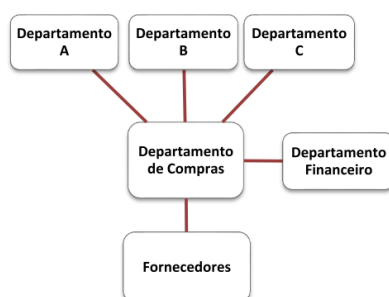 Departamento
A
Departamento
B
Departamento
C
Departamento
de Compras
Departamento
Financeiro
Fornecedores